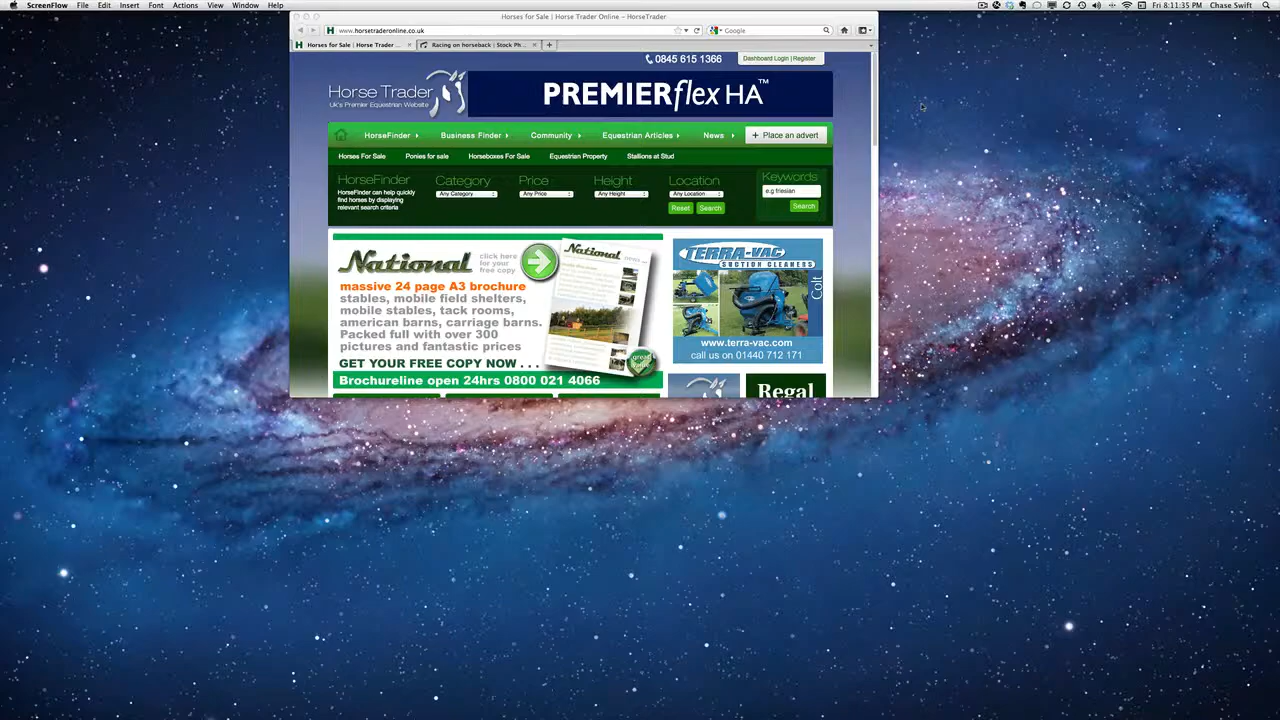 ScreenFlow File Edit Insert Font Actions View Window Help
Fri 8:11:35 PM Chase Swift
Horses for Sale | Horse Trader Online – HorseTrader
www.horsetraderonline.co.uk
Google
Horses for Sale | Horse Trader ...
Racing on horseback | Stock Ph...
0845 615 1366
Dashboard Login | Register
Horse Trader
UK's Premier Equestrian Website
PREMIERflex HA™
HorseFinder
Business Finder
Community
Equestrian Articles
News
+ Place an advert
Horses For Sale
Ponies for sale
Horseboxes For Sale
Equestrian Property
Stallions at Stud
HorseFinder
HorseFinder can help quickly
find horses by displaying
relevant search criteria
Category
Any Category
Price
Any Price
Height
Any Height
Location
Any Location
Reset
Search
Keywords
e.g friesian
Search
National
click here
for your
free copy
massive 24 page A3 brochure
stables, mobile field shelters,
mobile stables, tack rooms,
american barns, carriage barns.
Packed full with over 300
pictures and fantastic prices
GET YOUR FREE COPY NOW . . .
Brochureline open 24hrs 0800 021 4066
National
great
TERRA-VAC
SUCTION CLEANERS
Colt
www.terra-vac.com
call us on 01440 712 171
Regal